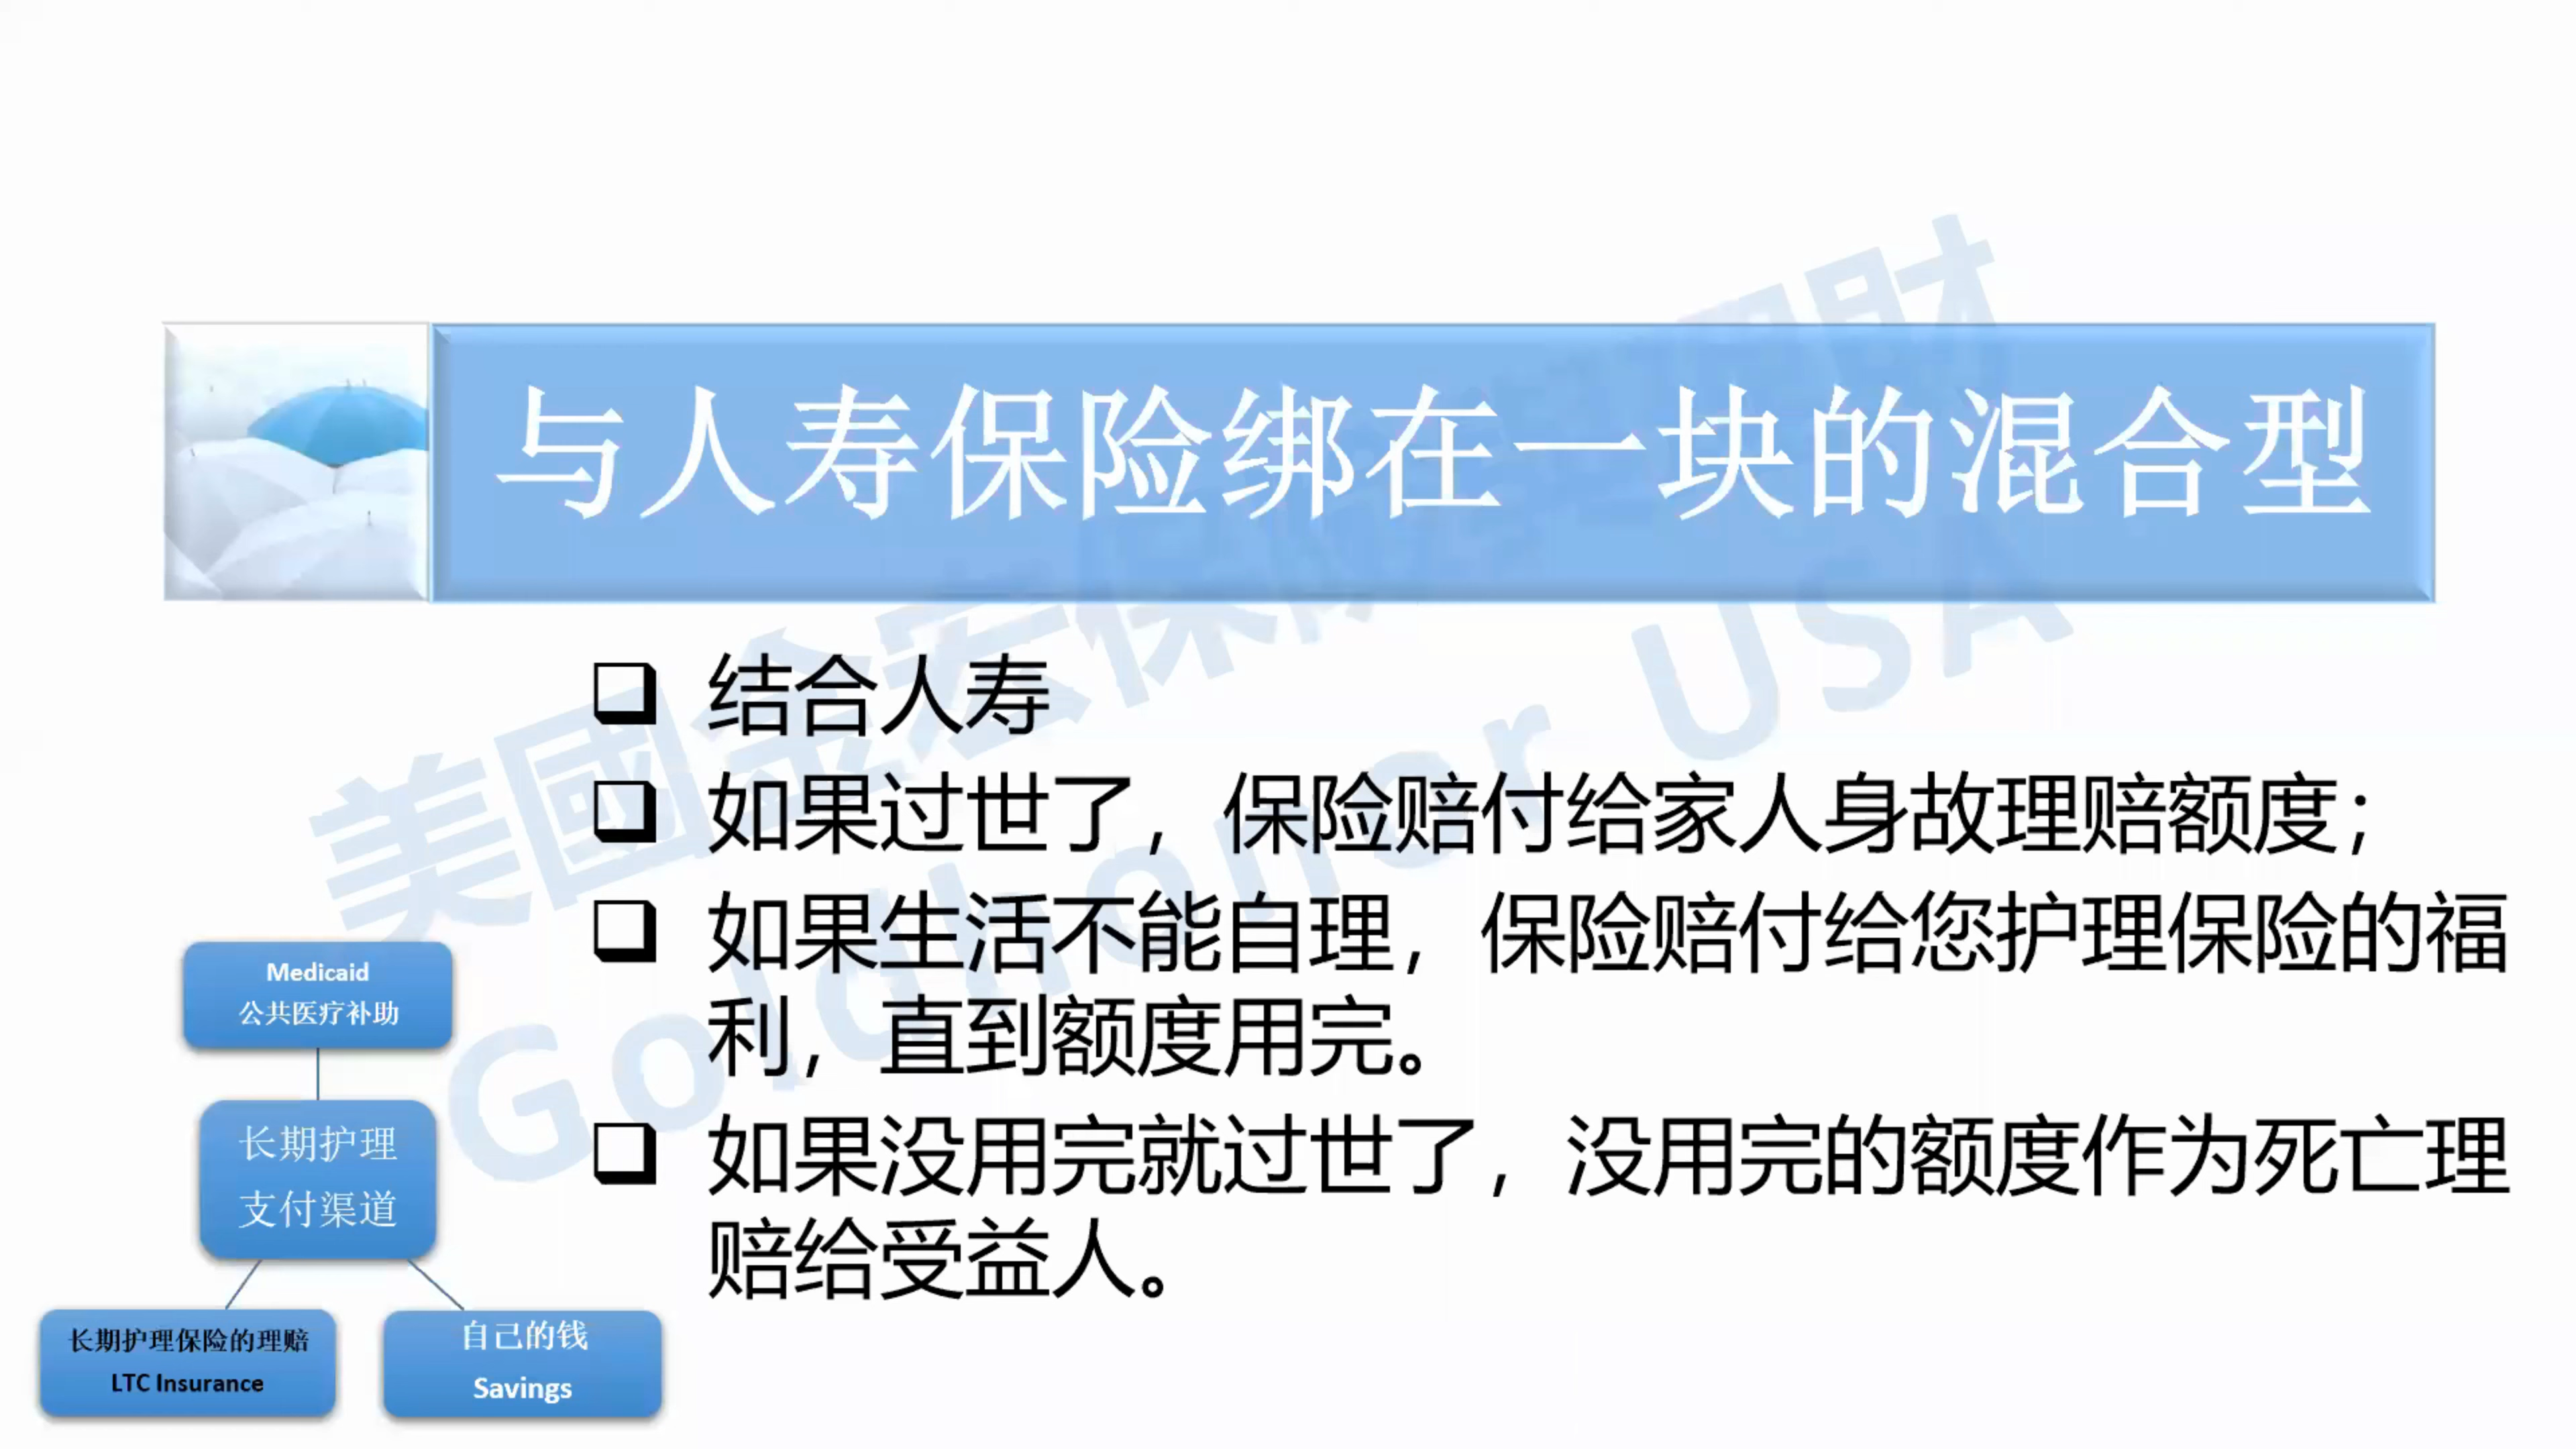 与人寿保险绑在一块的混合型
结合人寿
如果过世了，保险赔付给家人身故理赔额度；
如果生活不能自理，保险赔付给您护理保险的福
利，直到额度用完。
如果没用完就过世了，没用完的额度作为死亡理
赔给受益人。
Medicaid
公共医疗补助
长期护理
支付渠道
长期护理保险的理赔
LTC Insurance
自己的钱
Savings
Goldhonor USA